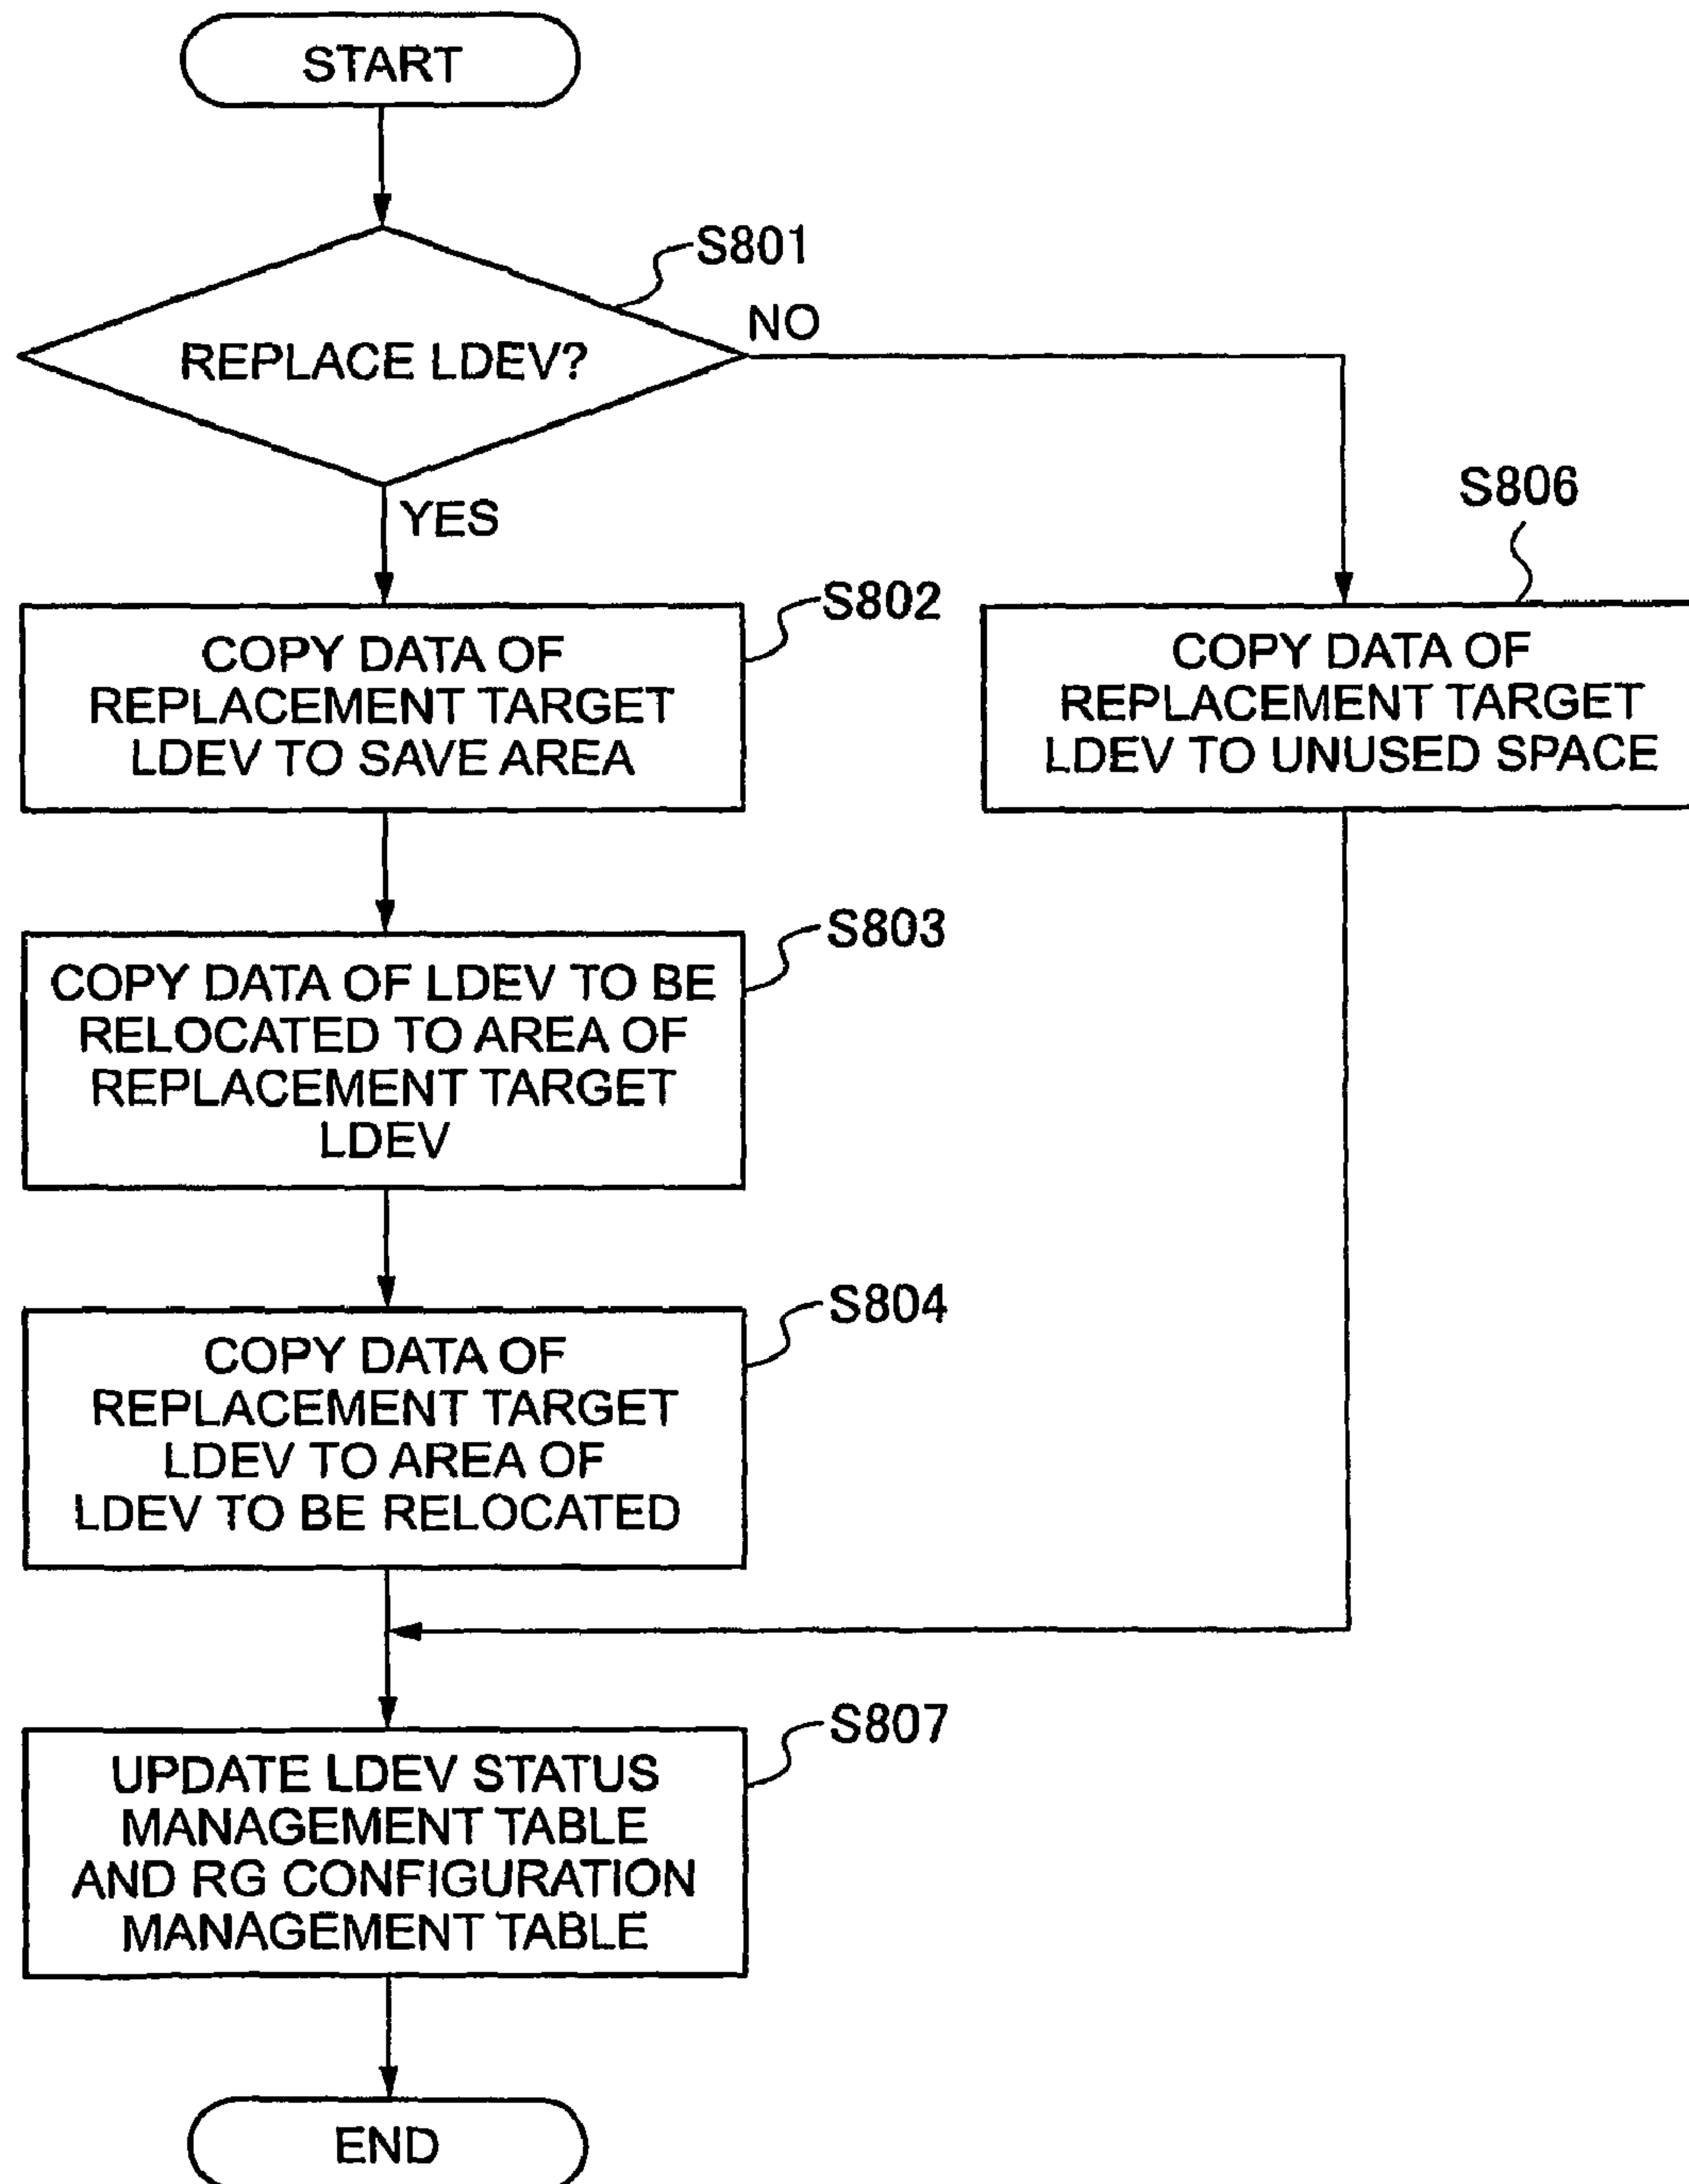 START
S801
REPLACE LDEV?
NO
YES
S802
COPY DATA OF
REPLACEMENT TARGET
LDEV TO SAVE AREA
S806
COPY DATA OF
REPLACEMENT TARGET
LDEV TO UNUSED SPACE
S803
COPY DATA OF LDEV TO BE
RELOCATED TO AREA OF
REPLACEMENT TARGET
LDEV
S804
COPY DATA OF
REPLACEMENT TARGET
LDEV TO AREA OF
LDEV TO BE RELOCATED
S807
UPDATE LDEV STATUS
MANAGEMENT TABLE
AND RG CONFIGURATION
MANAGEMENT TABLE
END